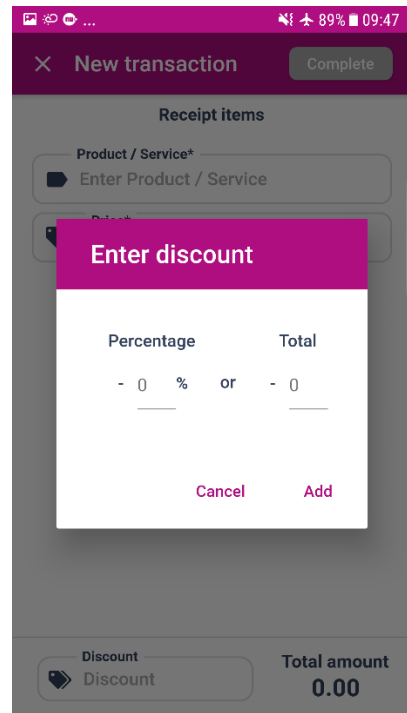 ... 89% 09:47
New transaction Complete
Receipt items
Product / Service*
Enter Product / Service
Price*
Enter discount
Percentage Total
- 0 % or - 0
Cancel Add
Discount
Discount
Total amount
0.00